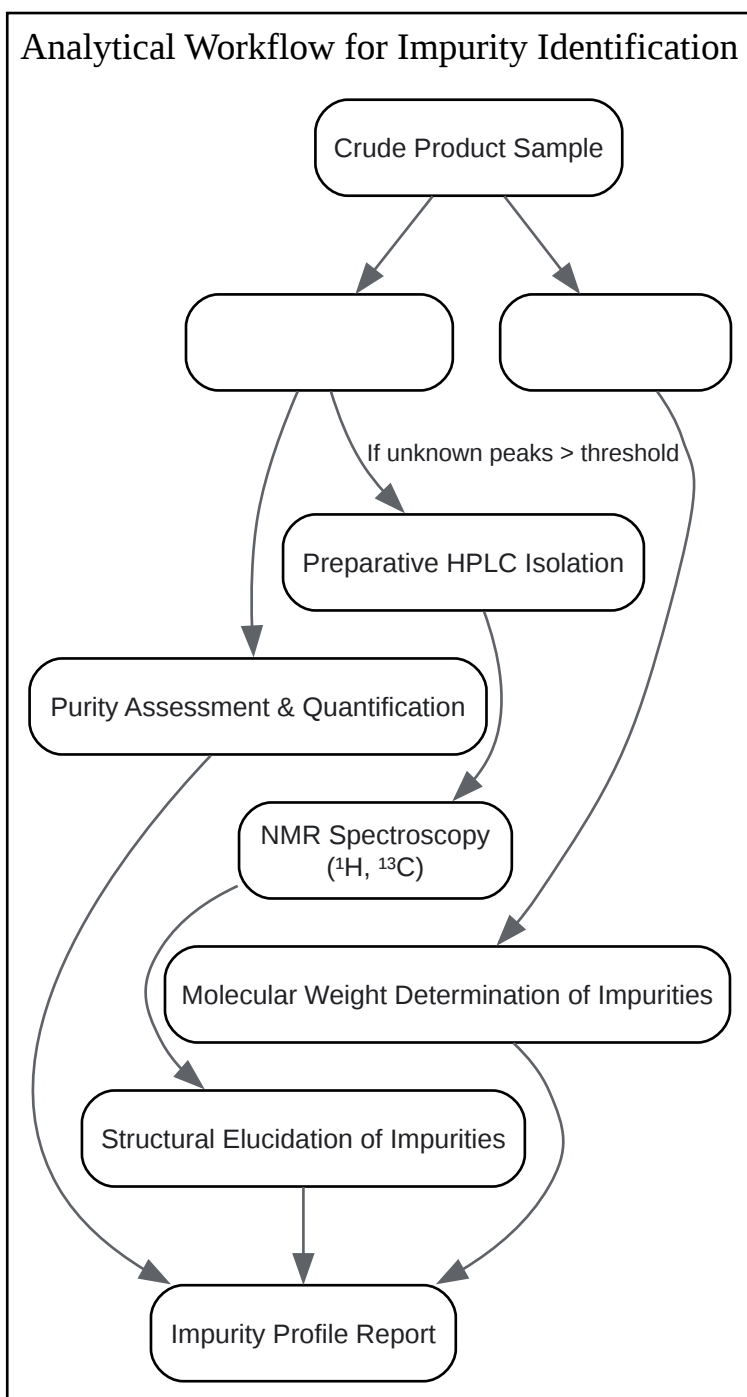 Analytical Workflow for Impurity Identification
Crude Product Sample
If unknown peaks > threshold
Preparative HPLC Isolation
Purity Assessment & Quantification
NMR Spectroscopy
(¹H, ¹³C)
Molecular Weight Determination of Impurities
Structural Elucidation of Impurities
Impurity Profile Report